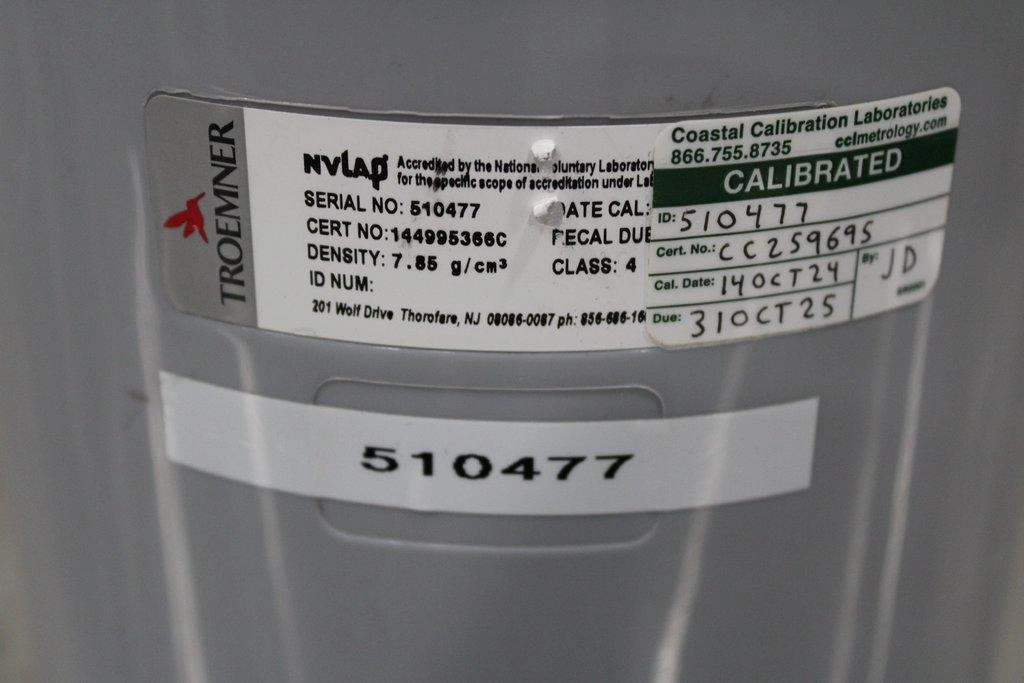 TROEMNER
NVLAP Accredited by the National Voluntary Laborator
for the specific scope of accreditation under La
SERIAL NO: 510477
CERT NO:144995366C
DENSITY: 7.85 g/cm³
ID NUM:
DATE CAL:
RECAL DUE
CLASS: 4
201 Wolf Drive Thorofare, NJ 08086-0087 ph: 856-686-16
Coastal Calibration Laboratories
866.755.8735 cclmetrology.com
CALIBRATED
ID: 510477
Cert. No.: CC259695
Cal. Date: 14OCT24
By: JD
Due: 31OCT25
510477